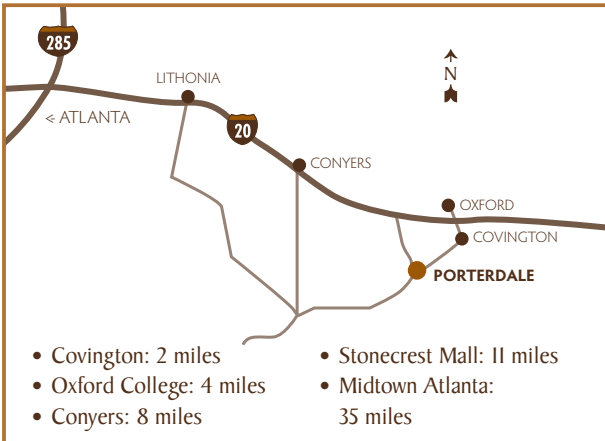 285
LITHONIA
N
< ATLANTA
20
CONYERS
OXFORD
COVINGTON
PORTERDALE
• Covington: 2 miles
• Oxford College: 4 miles
• Conyers: 8 miles
• Stonecrest Mall: 11 miles
• Midtown Atlanta:
35 miles